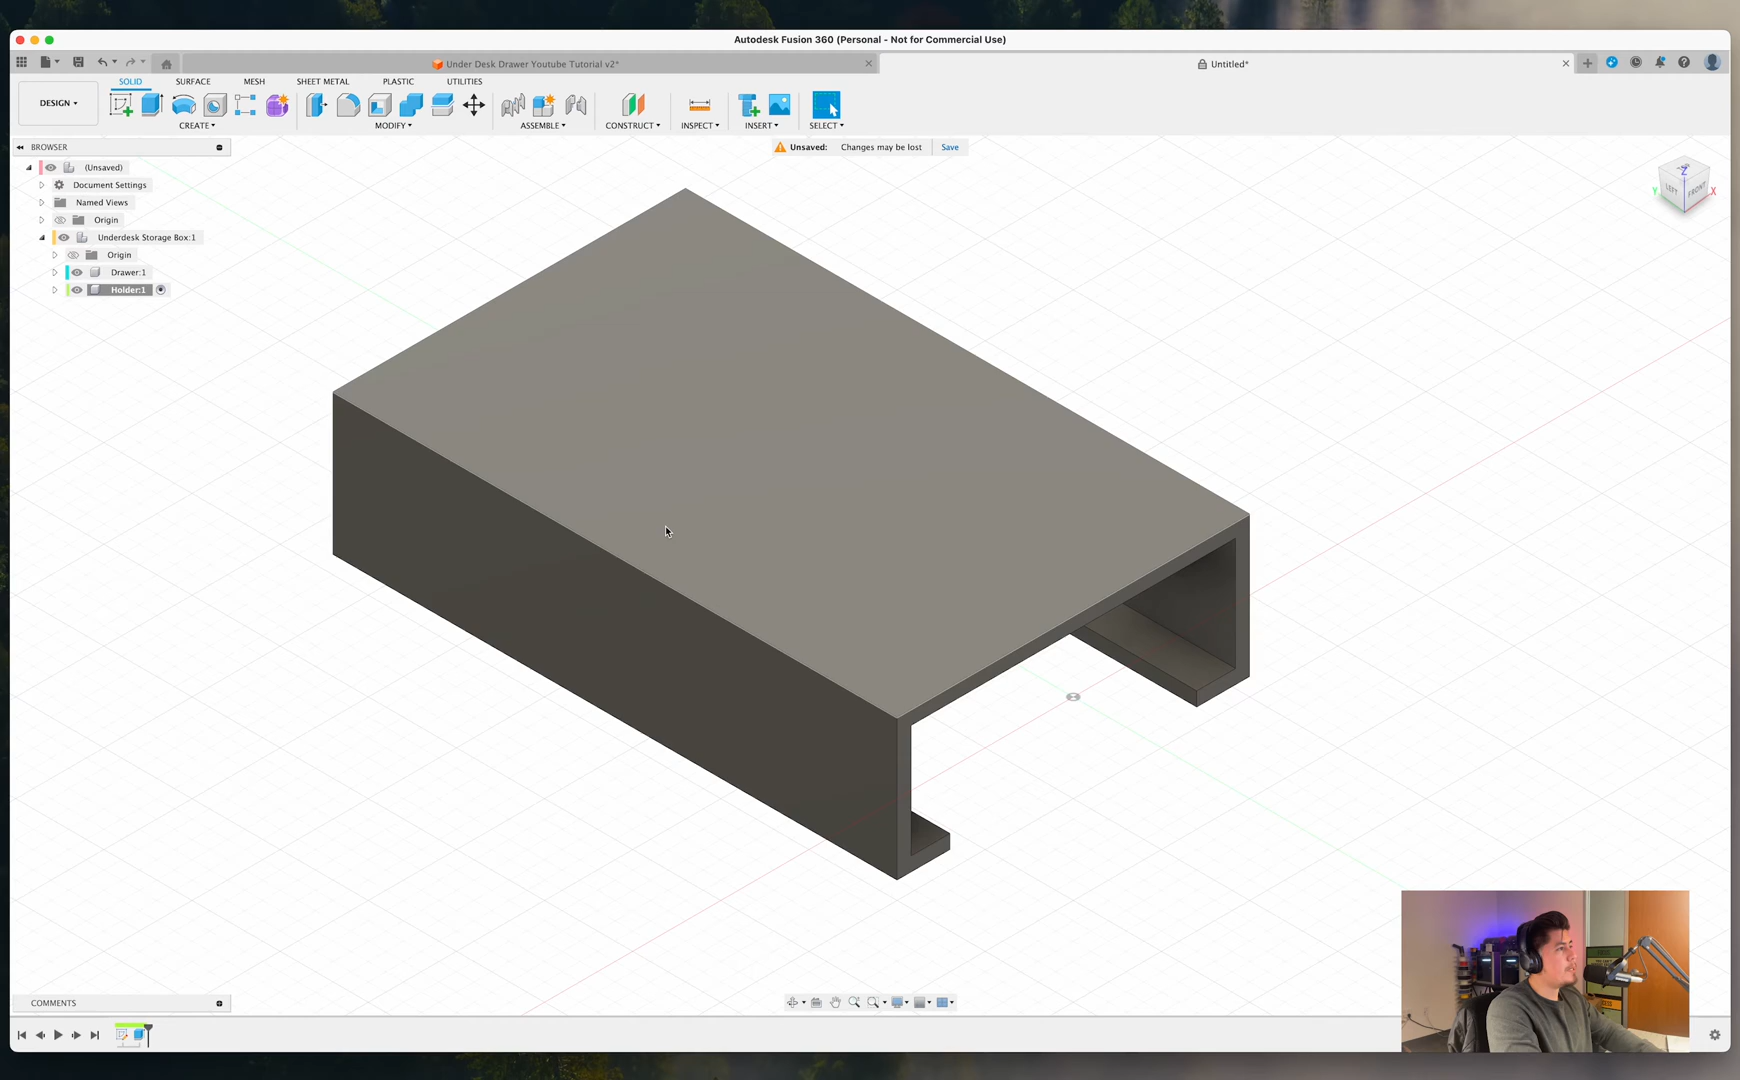 Autodesk Fusion 360 (Personal - Not for Commercial Use)
Under Desk Drawer Youtube Tutorial v2*
Untitled*
SOLID SURFACE MESH SHEET METAL PLASTIC UTILITIES
DESIGN
CREATE MODIFY ASSEMBLE CONSTRUCT INSPECT INSERT SELECT
BROWSER
Unsaved: Changes may be lost Save
(Unsaved)
Document Settings
Named Views
Origin
Underdesk Storage Box:1
Origin
Drawer:1
Holder:1
Z
LEFT FRONT
Y X
COMMENTS